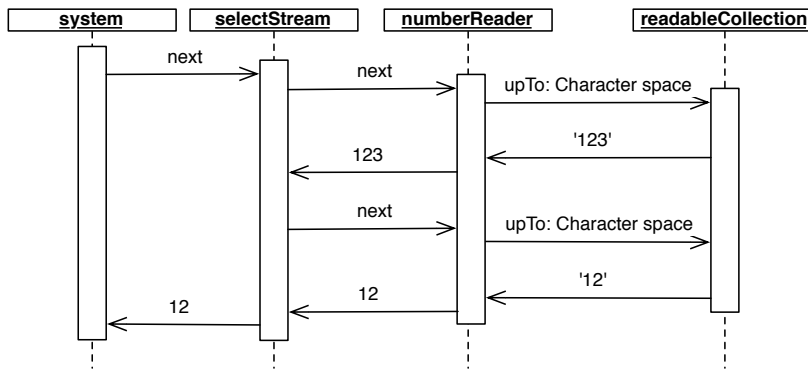 system selectStream numberReader readableCollection
next
next
upTo: Character space
'123'
123
next
upTo: Character space
'12'
12
12